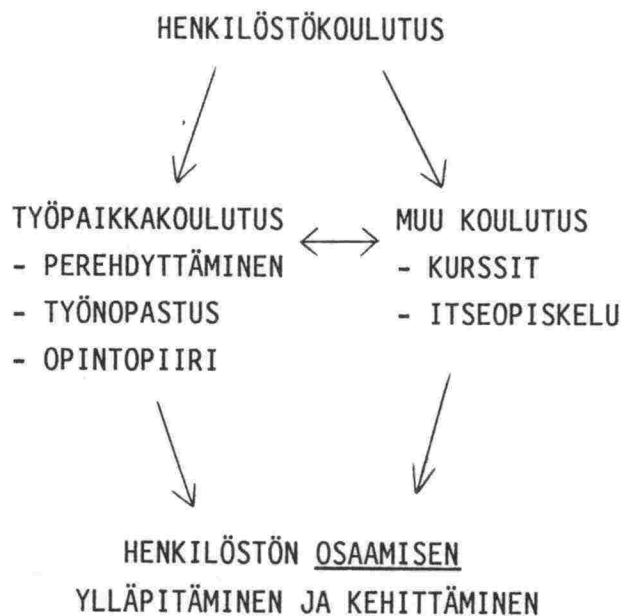 HENKILÖSTÖKOULUTUS
TYÖPAIKKAKOULUTUS
- PEREHDYTTÄMINEN
- TYÖNOPASTUS
- OPINTOPIIRI
MUU KOULUTUS
- KURSSIT
- ITSEOPISKELU
HENKILÖSTÖN OSAAMISEN
YLLÄPITÄMINEN JA KEHITTÄMINEN